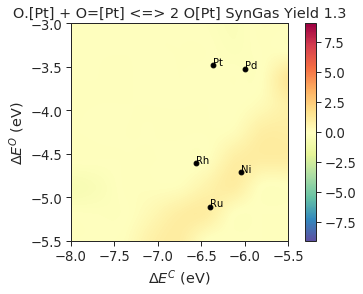 O.[Pt] + O=[Pt] <=> 2 O[Pt] SynGas Yield 1.3
−3.0
−3.5
−4.0
−4.5
−5.0
−5.5
ΔE^O (eV)
Pt
Pd
Rh
Ni
Ru
−8.0 −7.5 −7.0 −6.5 −6.0 −5.5
ΔE^C (eV)
7.5
5.0
2.5
0.0
−2.5
−5.0
−7.5